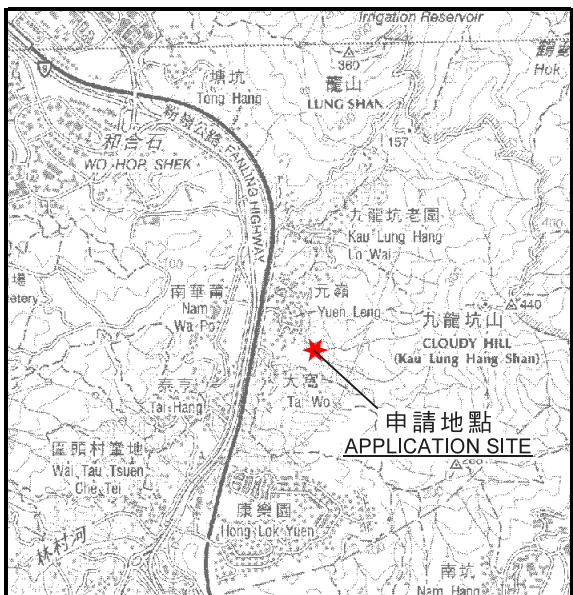 Irrigation Reservoir
360
Hok
塘坑
Tong Hang
龍山
LUNG SHAN
9
粉嶺公路 FANLING HIGHWAY
和合石
WO HOP SHEK
157
九龍坑老圍
Kau Lung Hang
Lo Wai
400
100
南華莆
Nam
Wa Po
元嶺
Yuen Leng
440
九龍坑山
CLOUDY HILL
(Kau Lung Hang Shan)
泰亨
Tai Hang
大窩
Tai Wo
申請地點
APPLICATION SITE
圍頭村輋地
Wai Tau Tsuen
Che Tei
康樂園
Hong Lok Yuen
林村河
南坑
Nam Hang